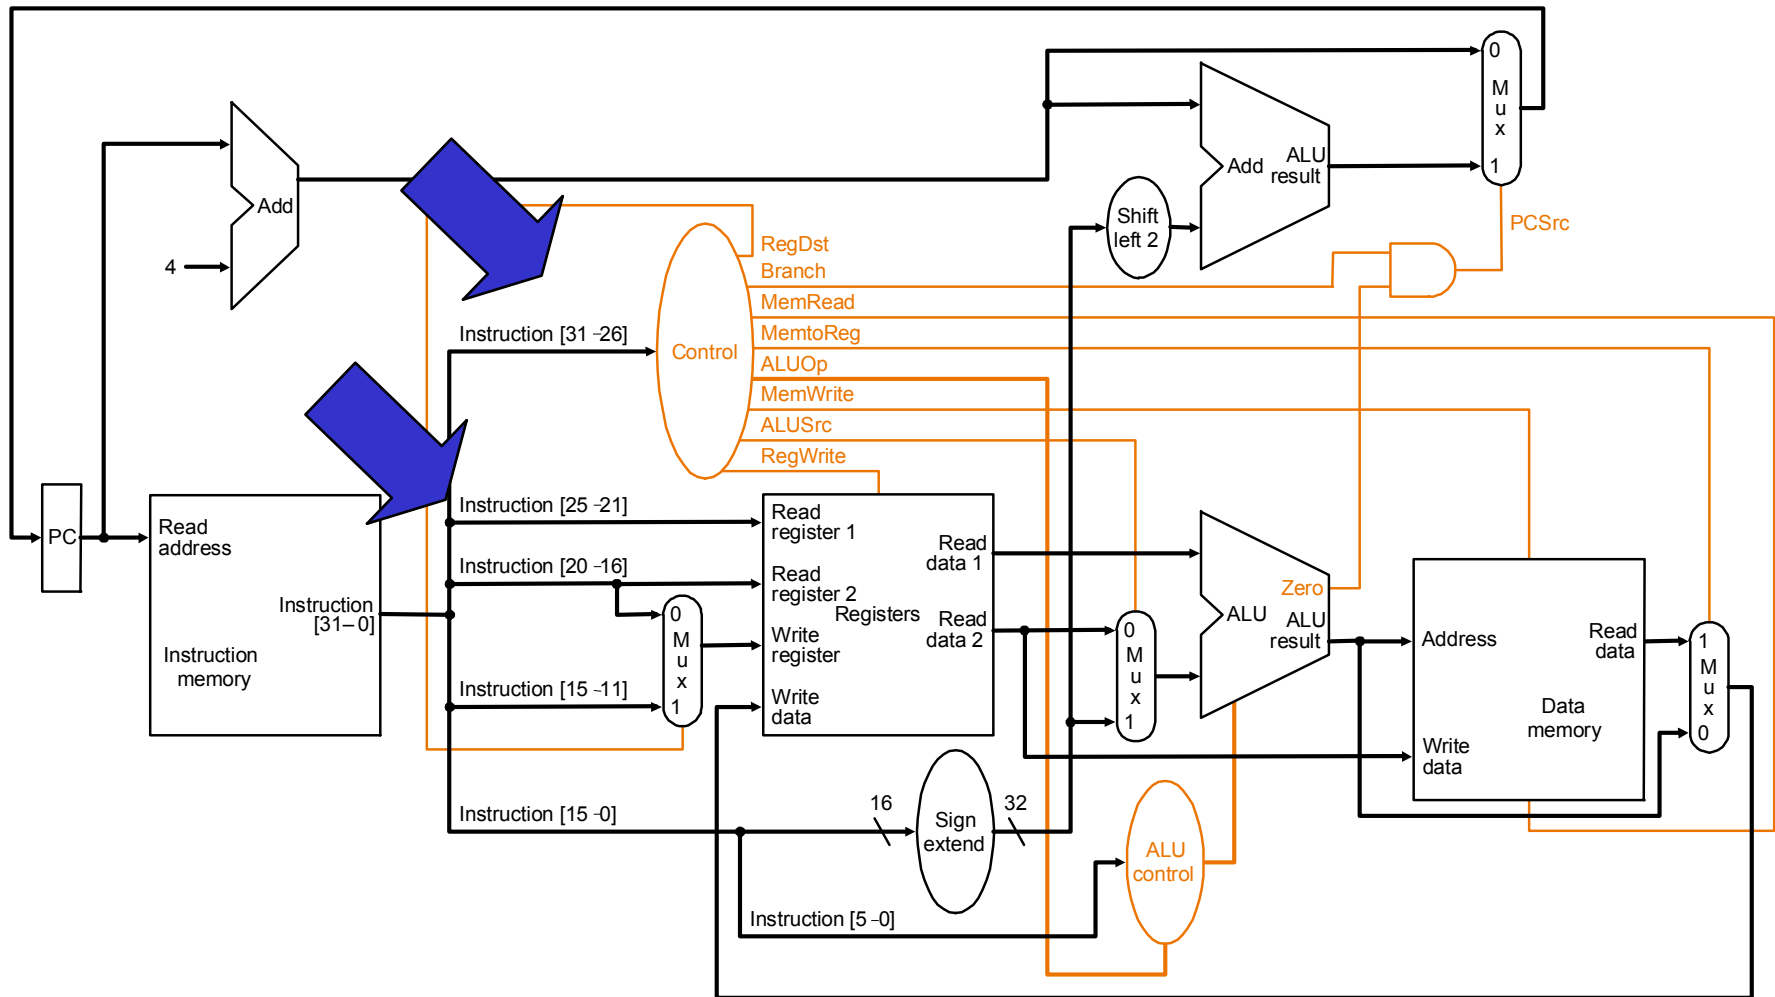 0
M
u
x
1
Add
ALU
result
Add
Shift
left 2
4
PCSrc
RegDst
Branch
MemRead
MemtoReg
ALUOp
MemWrite
ALUSrc
RegWrite
Control
Instruction [31–26]
Instruction [25–21]
Instruction [20–16]
Instruction [15–11]
Instruction [15–0]
Instruction [5–0]
PC
Read
address
Instruction
[31–0]
Instruction
memory
0
M
u
x
1
Read
register 1
Read
register 2
Write
register
Write
data
Registers
Read
data 1
Read
data 2
0
M
u
x
1
Zero
ALU
ALU
result
Address
Read
data
Data
memory
Write
data
1
M
u
x
0
16
Sign
extend
32
ALU
control